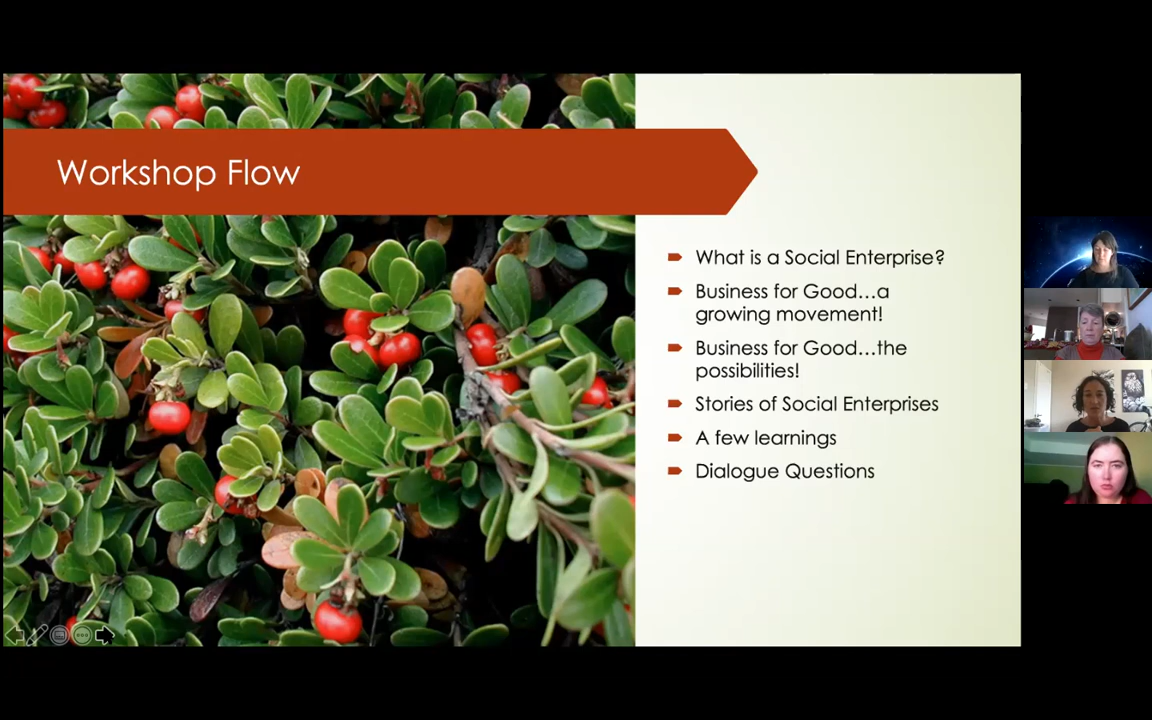 Workshop Flow
What is a Social Enterprise?
Business for Good...a
growing movement!
Business for Good...the
possibilities!
Stories of Social Enterprises
A few learnings
Dialogue Questions